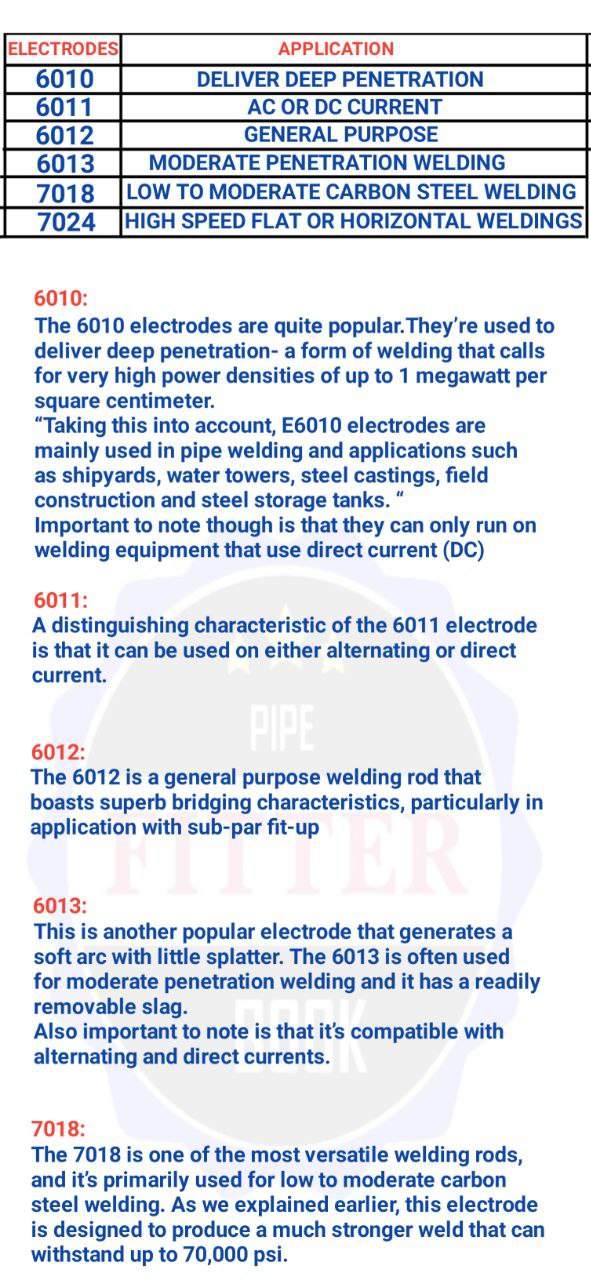 ELECTRODES APPLICATION
6010 DELIVER DEEP PENETRATION
6011 AC OR DC CURRENT
6012 GENERAL PURPOSE
6013 MODERATE PENETRATION WELDING
7018 LOW TO MODERATE CARBON STEEL WELDING
7024 HIGH SPEED FLAT OR HORIZONTAL WELDINGS
6010:
The 6010 electrodes are quite popular.They’re used to
deliver deep penetration- a form of welding that calls
for very high power densities of up to 1 megawatt per
square centimeter.
“Taking this into account, E6010 electrodes are
mainly used in pipe welding and applications such
as shipyards, water towers, steel castings, field
construction and steel storage tanks. “
Important to note though is that they can only run on
welding equipment that use direct current (DC)
6011:
A distinguishing characteristic of the 6011 electrode
is that it can be used on either alternating or direct
current.
PIPE
6012:
The 6012 is a general purpose welding rod that
boasts superb bridging characteristics, particularly in
application with sub-par fit-up
FITTER
6013:
This is another popular electrode that generates a
soft arc with little splatter. The 6013 is often used
for moderate penetration welding and it has a readily
removable slag.
BOOK
Also important to note is that it’s compatible with
alternating and direct currents.
7018:
The 7018 is one of the most versatile welding rods,
and it’s primarily used for low to moderate carbon
steel welding. As we explained earlier, this electrode
is designed to produce a much stronger weld that can
withstand up to 70,000 psi.